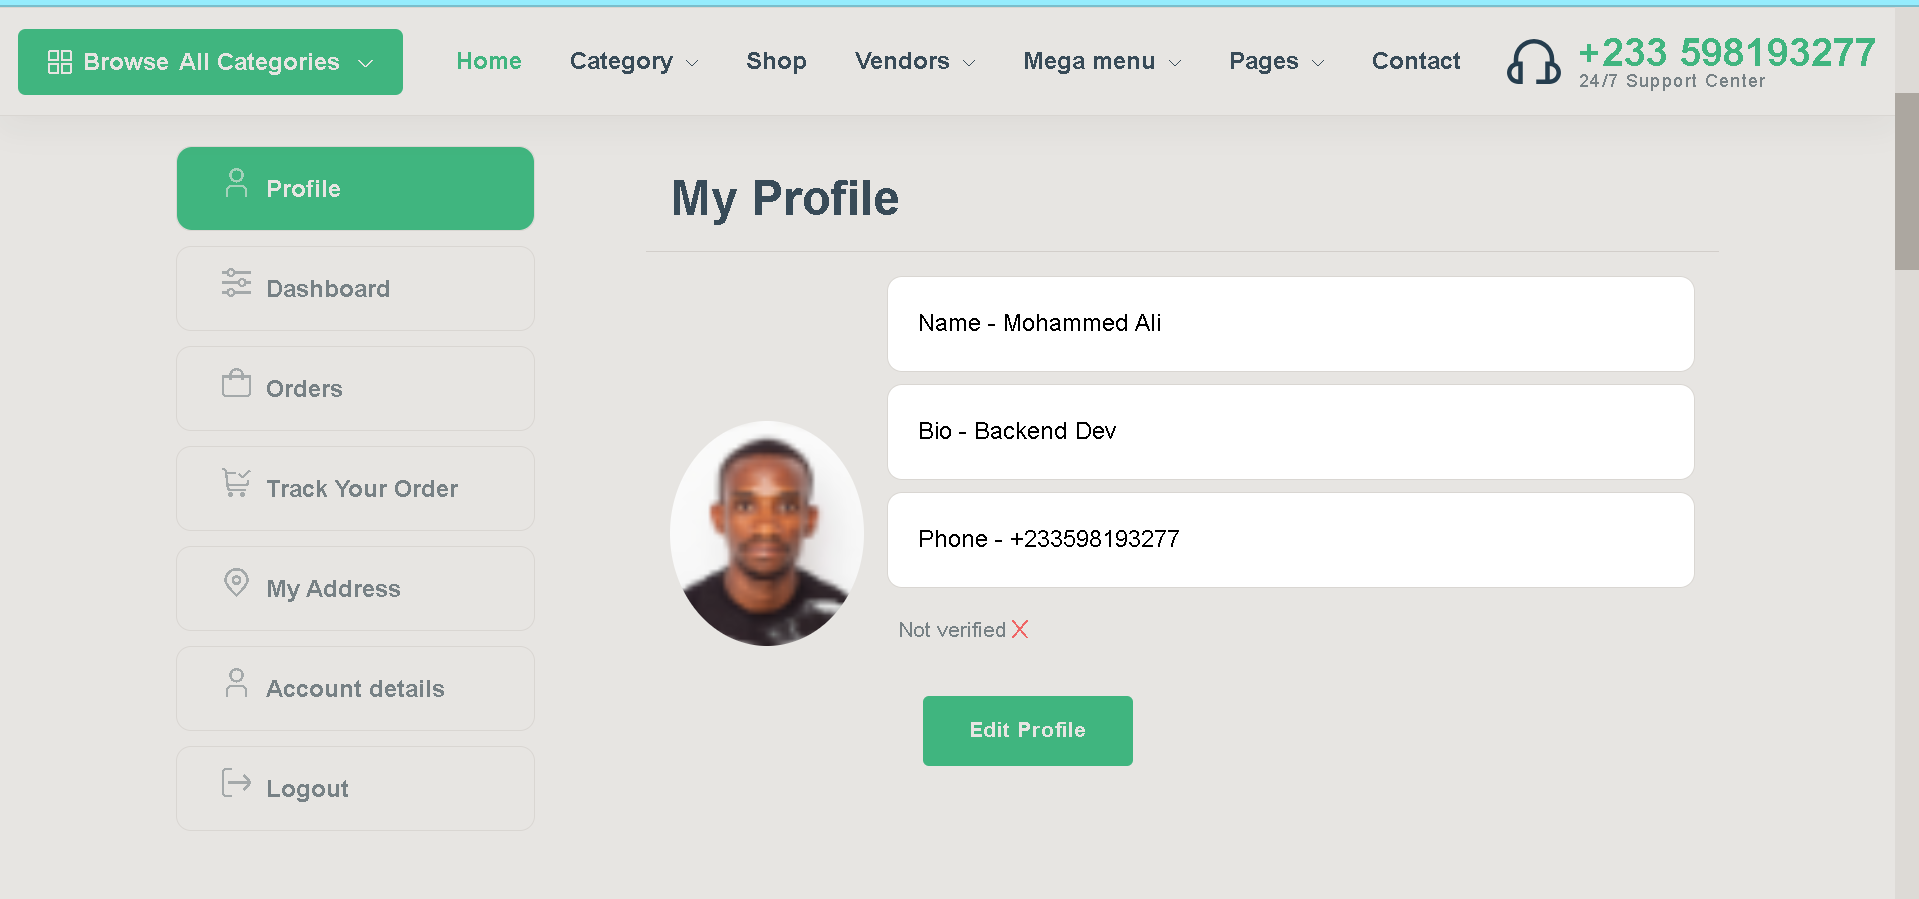 Browse All Categories
Home
Category
Shop
Vendors
Mega menu
Pages
Contact
+233 598193277
24/7 Support Center
Profile
Dashboard
Orders
Track Your Order
My Address
Account details
Logout
My Profile
Name - Mohammed Ali
Bio - Backend Dev
Phone - +233598193277
Not verified
Edit Profile